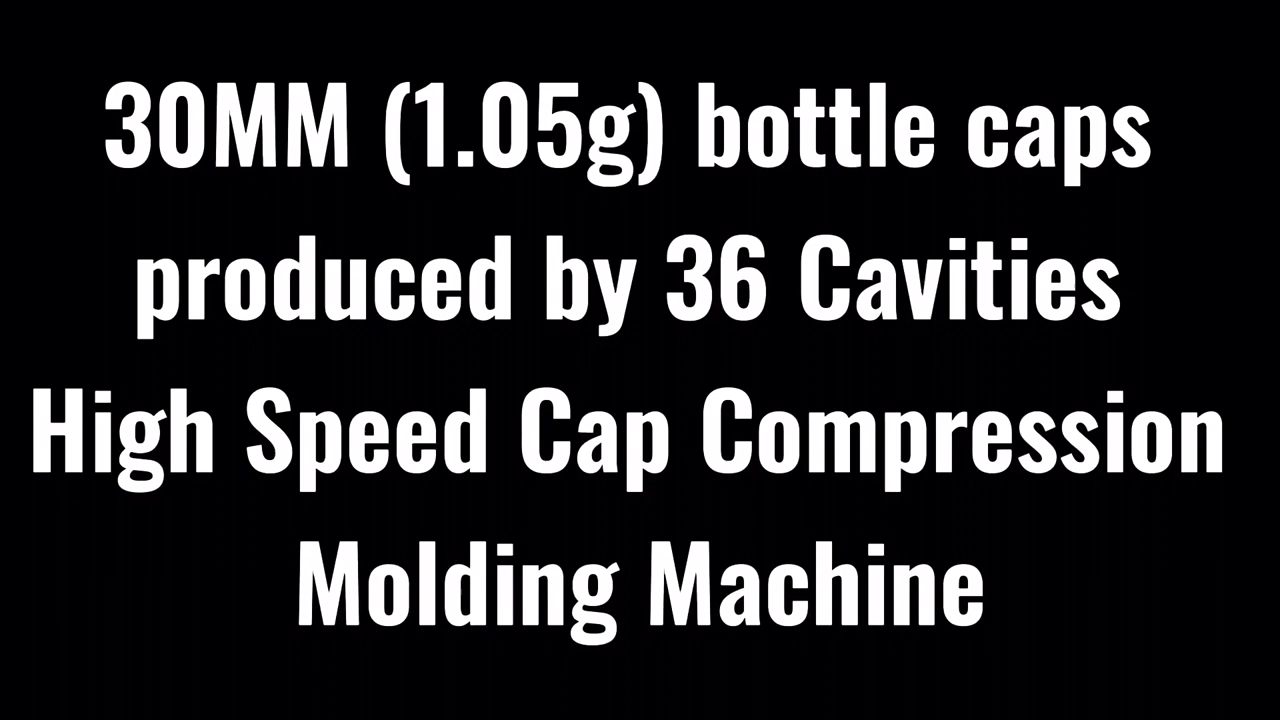 30MM (1.05g) bottle caps
produced by 36 Cavities
High Speed Cap Compression
Molding Machine